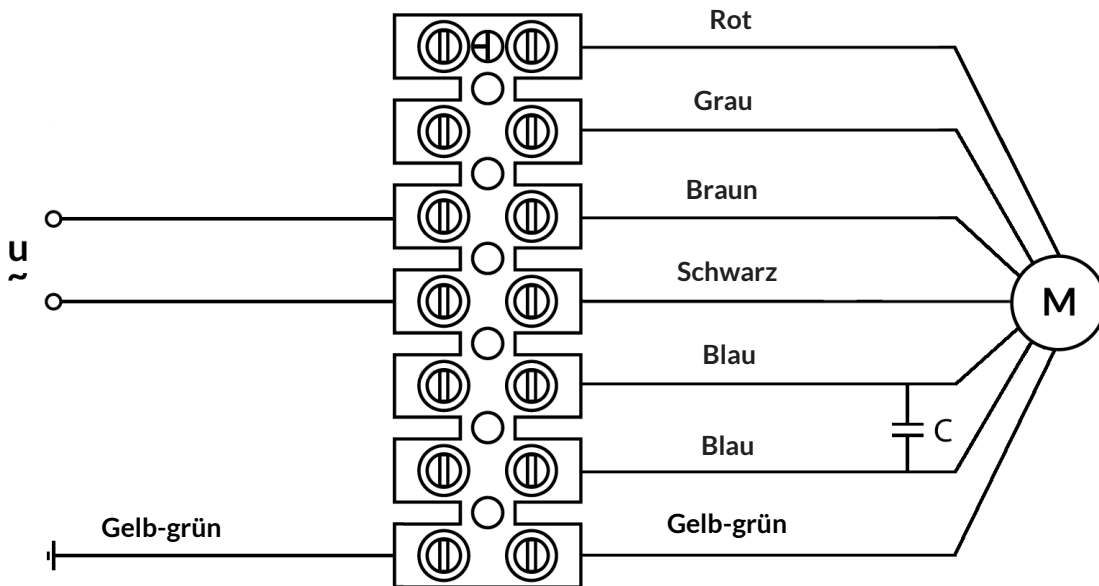 Rot
Grau
Braun
u
~
Schwarz
M
Blau
C
Blau
Gelb-grün
Gelb-grün